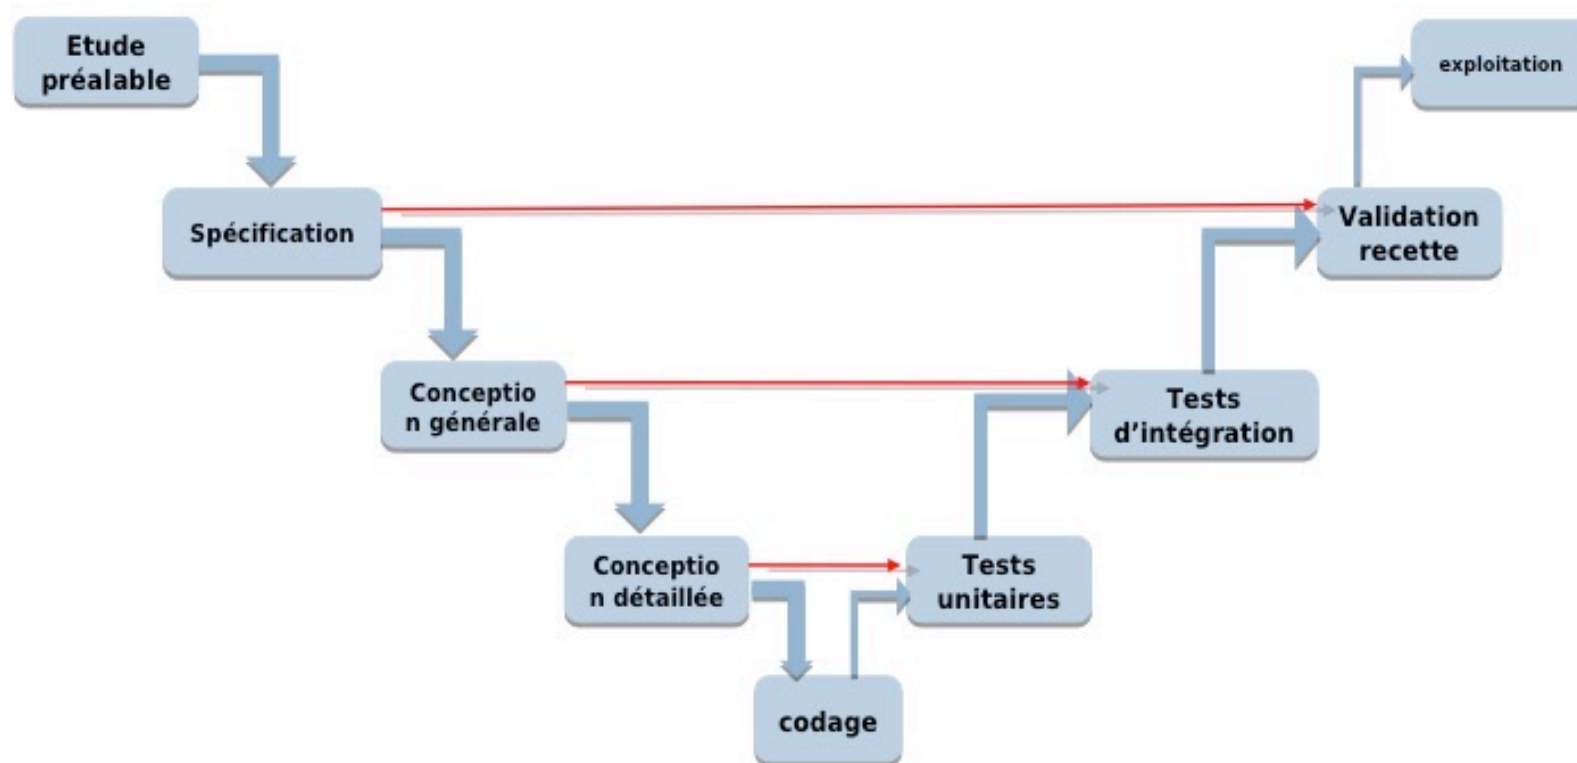 Etude
préalable
exploitation
Spécification
Validation
recette
Conceptio
n générale
Tests
d’intégration
Conceptio
n détaillée
Tests
unitaires
codage